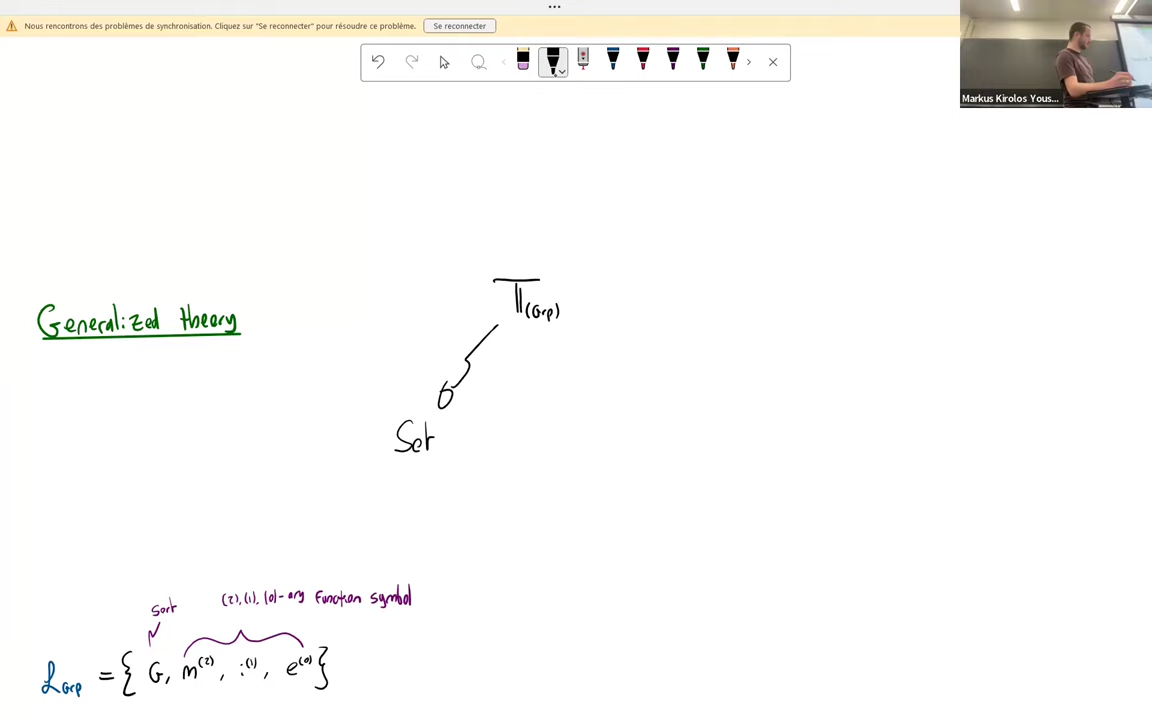 Nous rencontrons des problèmes de synchronisation. Cliquez sur "Se reconnecter" pour résoudre ce problème. Se reconnecter
Markus Kirolos Yous...
𝕋(Grp)
Generalized theory
Set
sort
(2), (1), (0)-ary function symbol
ℒGrp = { G, m⁽²⁾, i⁽¹⁾, e⁽⁰⁾ }